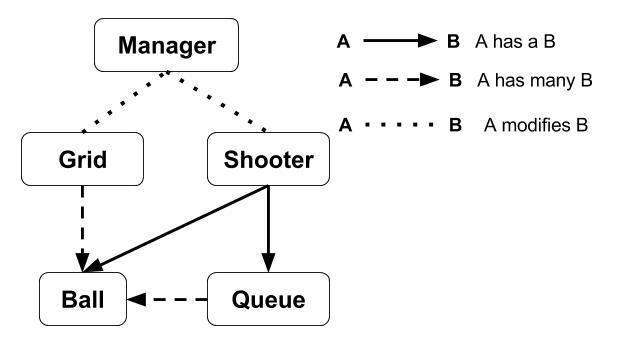 Manager
A B A has a B
A B A has many B
A B A modifies B
Grid Shooter
Ball Queue